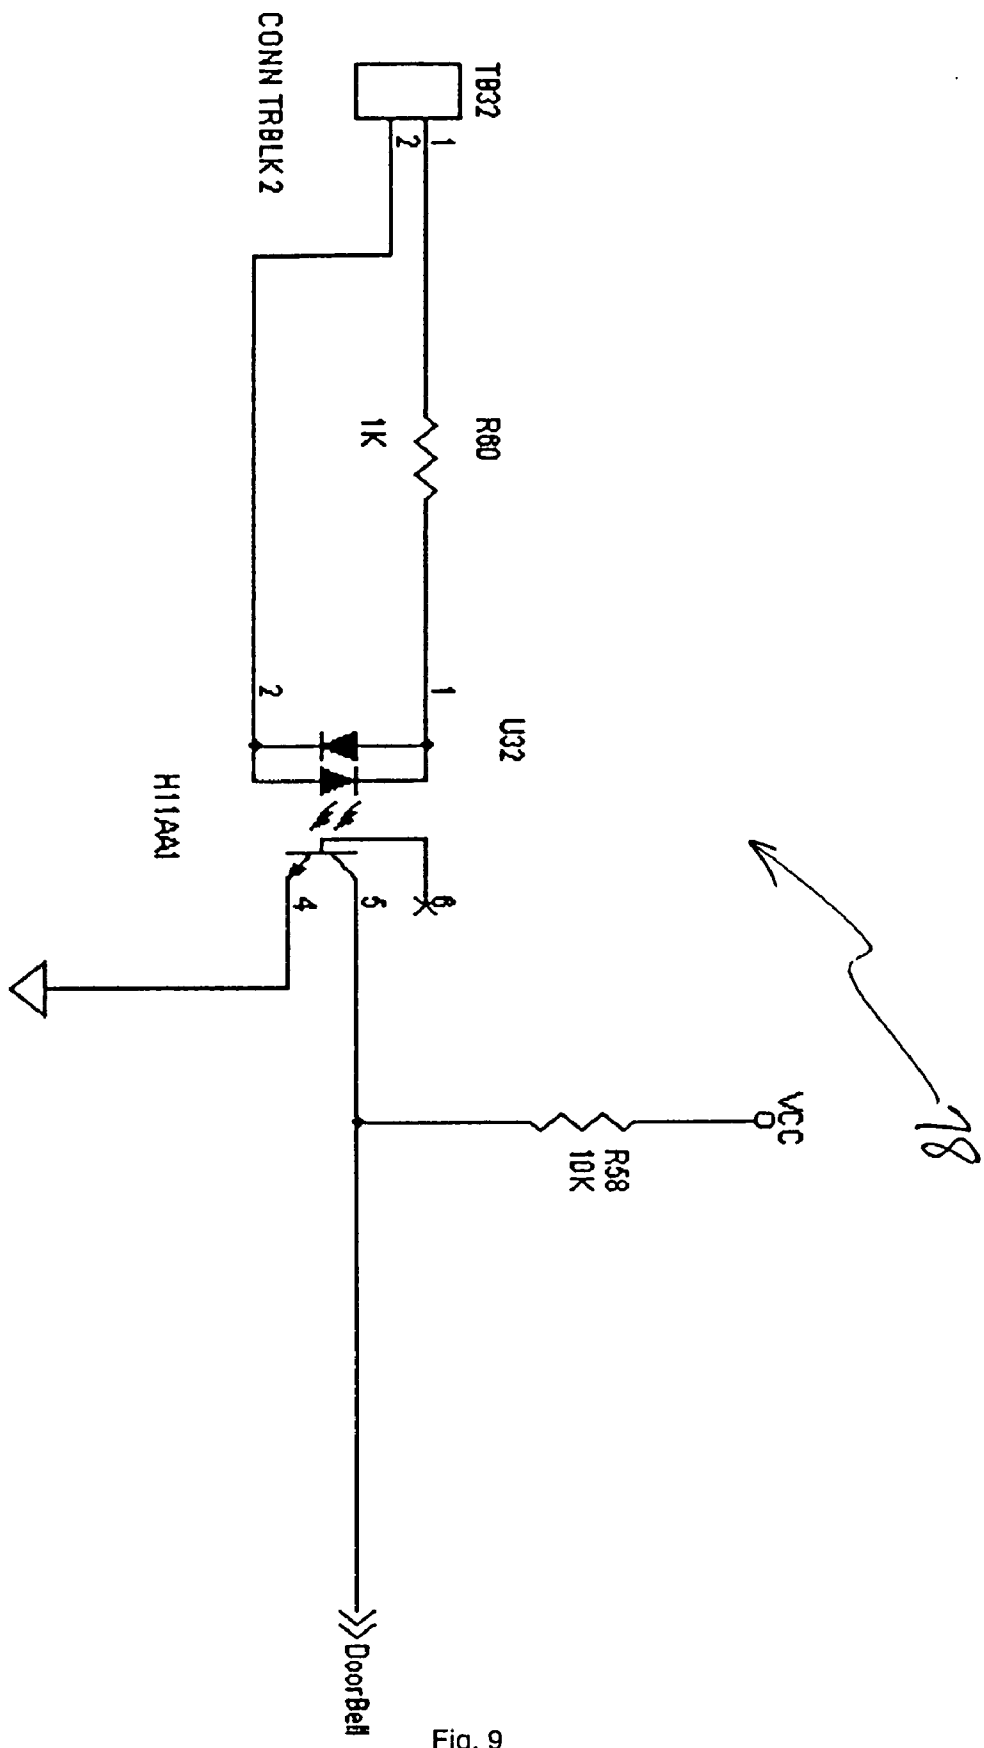 TB32
1
2
CONN TRBLK 2
R60
1K
U32
1
2
H11AA1
6
5
4
VCC
R58
10K
DoorBell
78
Fig. 9